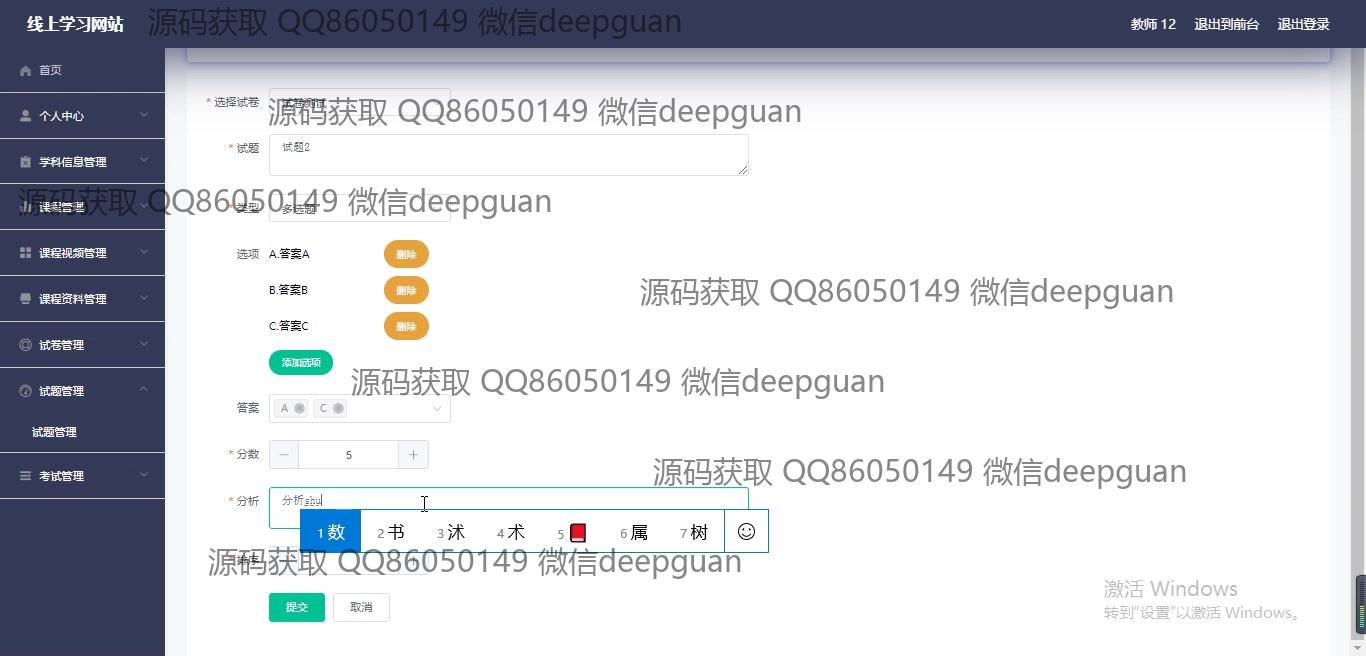 线上学习网站 源码获取 QQ86050149 微信deepguan 教师 12 退出到前台 退出登录
首页
个人中心
学科信息管理
课程管理
课程视频管理
课程资料管理
试卷管理
试题管理
试题管理
考试管理
* 选择试卷 试卷测试
源码获取 QQ86050149 微信deepguan
* 试题 试题2
源码获取 QQ86050149 微信deepguan
* 类型 多选题
选项 A.答案A 删除
B.答案B 删除
源码获取 QQ86050149 微信deepguan
C.答案C 删除
添加选项
源码获取 QQ86050149 微信deepguan
答案 A C
* 分数 − 5 +
源码获取 QQ86050149 微信deepguan
* 分析 分析shu
1 数 2 书 3 沭 4 术 5 6 属 7 树
* 排序
源码获取 QQ86050149 微信deepguan
提交 取消
激活 Windows
转到"设置"以激活 Windows。